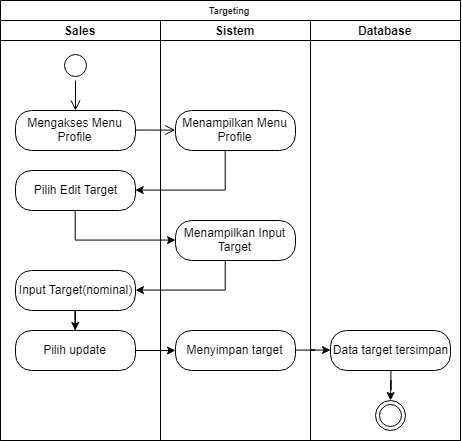 Targeting
Sales
Sistem
Database
Mengakses Menu
Profile
Menampilkan Menu
Profile
Pilih Edit Target
Menampilkan Input
Target
Input Target(nominal)
Pilih update
Menyimpan target
Data target tersimpan